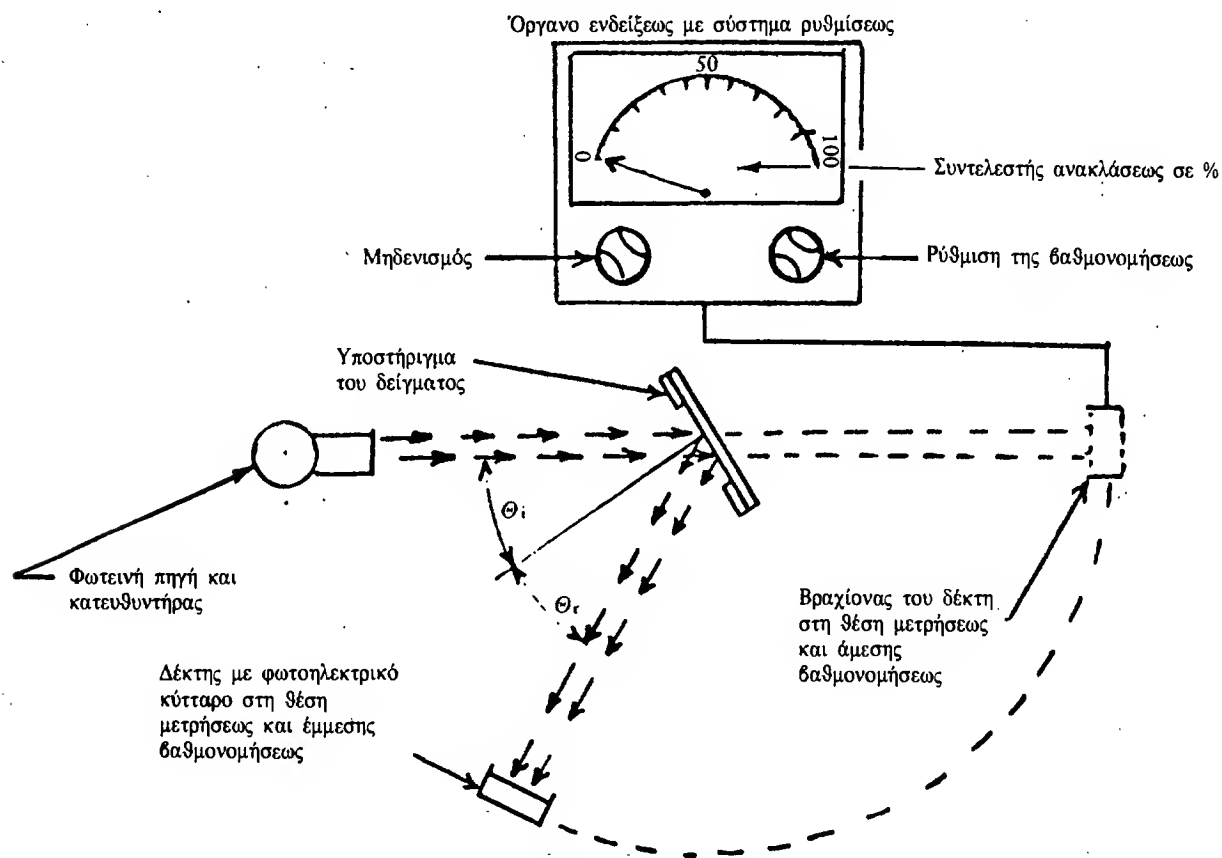 Όργανο ενδείξεως με σύστημα ρυθμίσεως
50
0
100
Συντελεστής ανακλάσεως σε %
Μηδενισμός
Ρύθμιση της βαθμονομήσεως
Υποστήριγμα
του δείγματος
Θi
Θr
Φωτεινή πηγή και
κατευθυντήρας
Βραχίονας του δέκτη
στη θέση μετρήσεως
και άμεσης
βαθμονομήσεως
Δέκτης με φωτοηλεκτρικό
κύτταρο στη θέση
μετρήσεως και έμμεσης
βαθμονομήσεως